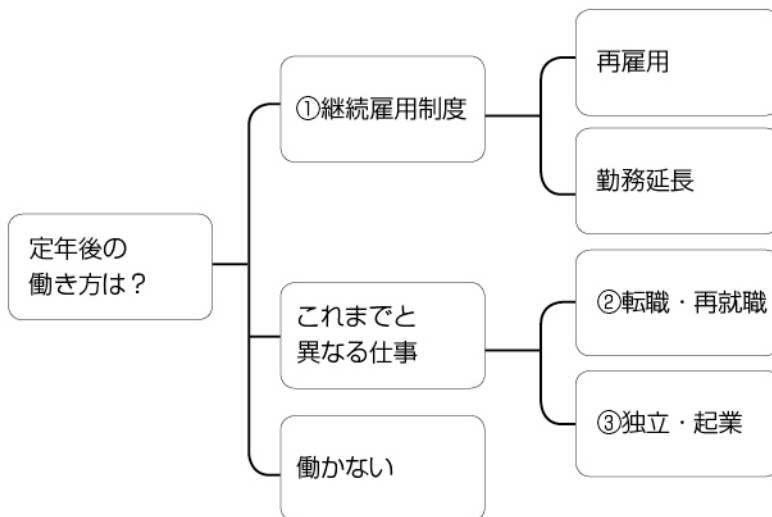 定年後の
働き方は？
①継続雇用制度
再雇用
勤務延長
これまでと
異なる仕事
②転職・再就職
③独立・起業
働かない